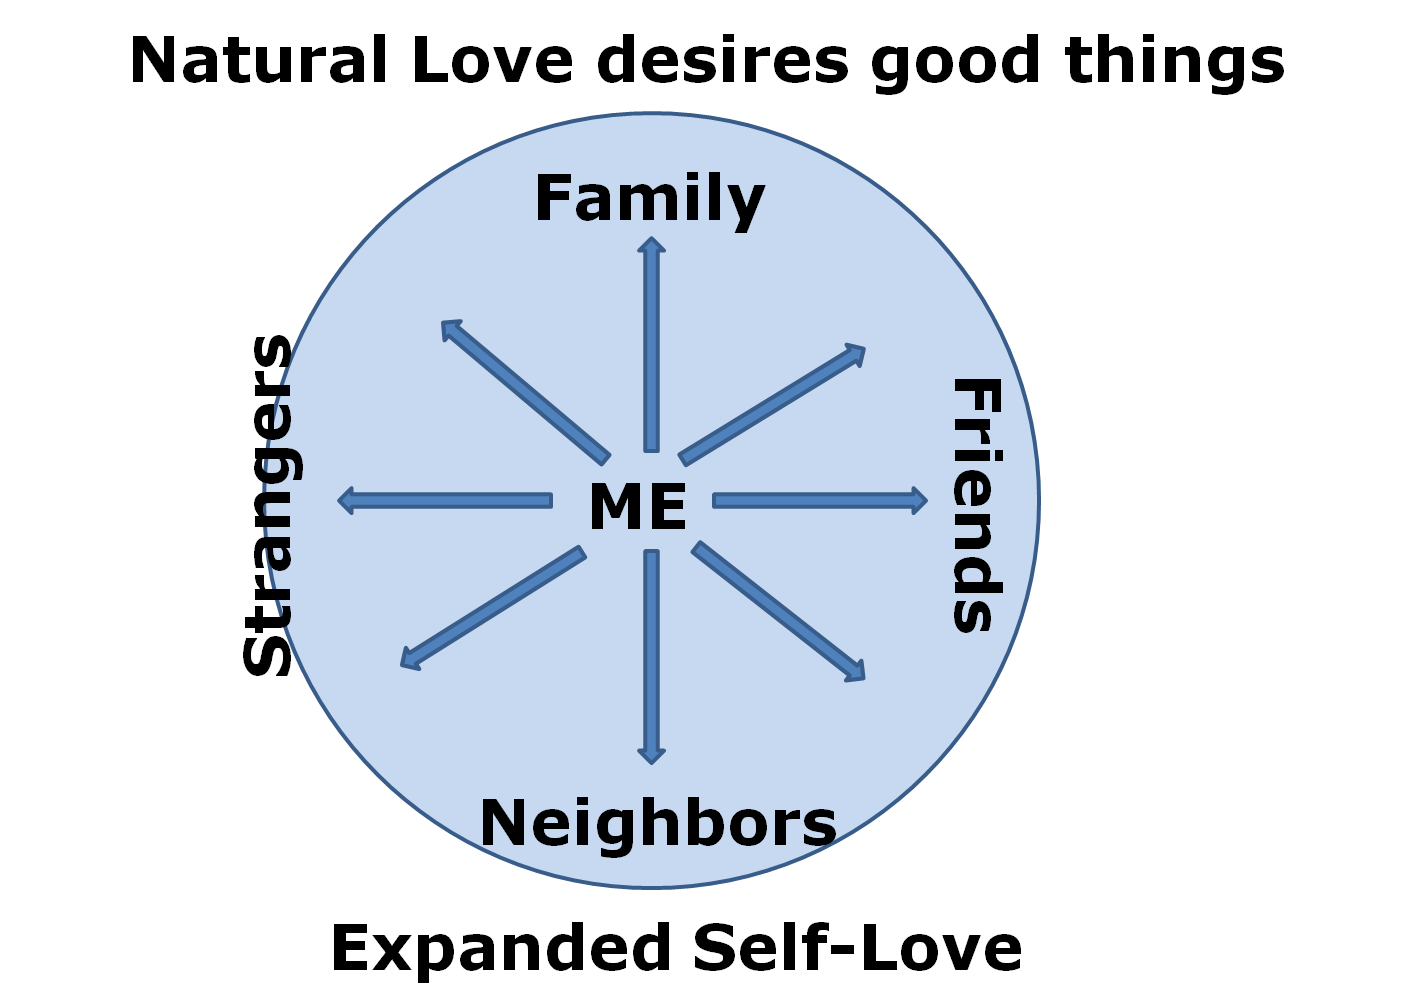 Natural Love desires good things
Family
Strangers
ME
Friends
Neighbors
Expanded Self-Love